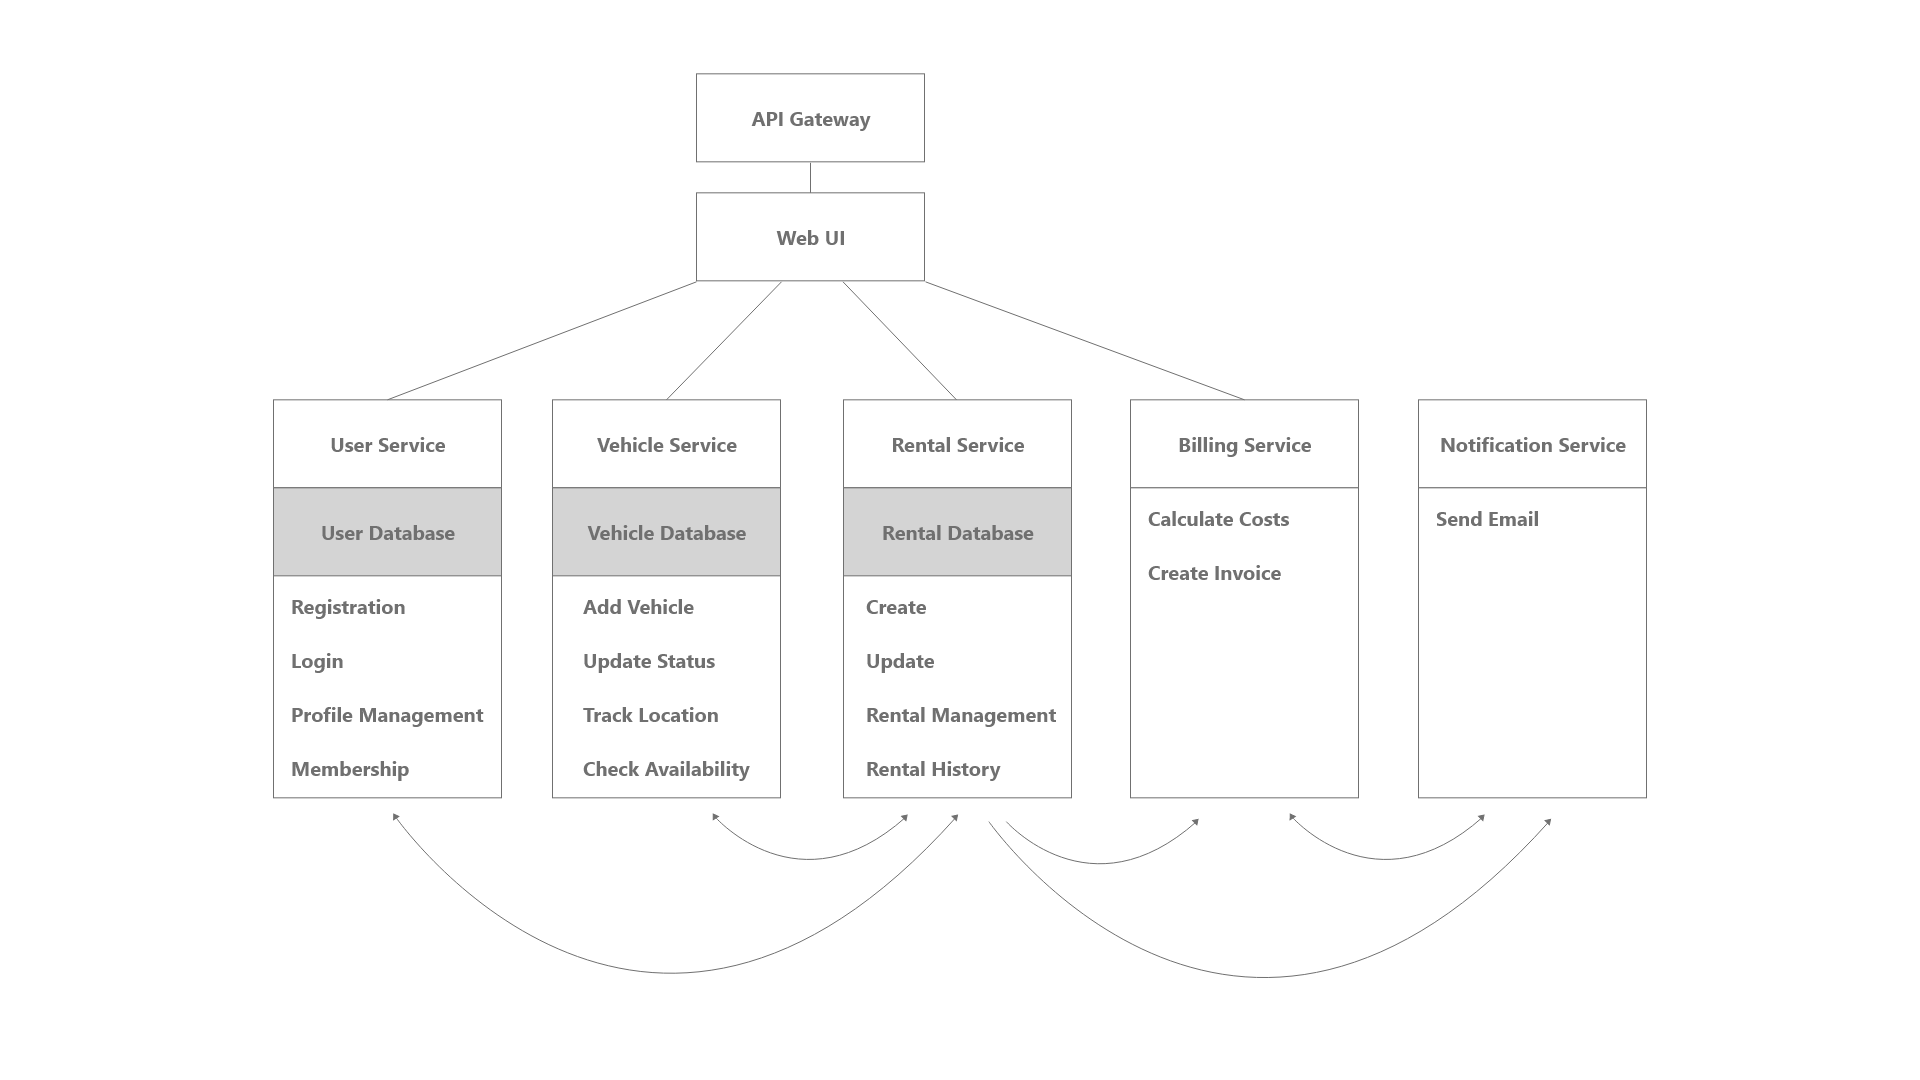 API Gateway
Web UI
User Service
User Database
Registration
Login
Profile Management
Membership
Vehicle Service
Vehicle Database
Add Vehicle
Update Status
Track Location
Check Availability
Rental Service
Rental Database
Create
Update
Rental Management
Rental History
Billing Service
Calculate Costs
Create Invoice
Notification Service
Send Email